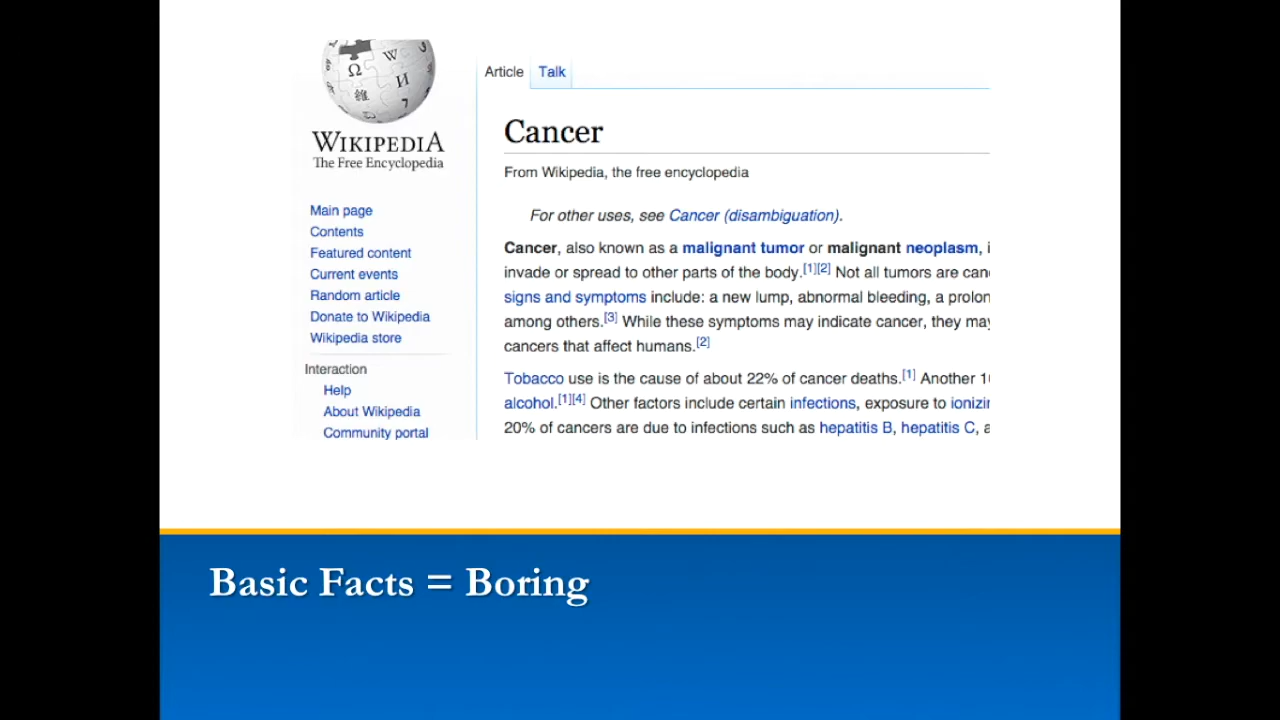 Ω W И 維 7
WIKIPEDIA
The Free Encyclopedia
Main page
Contents
Featured content
Current events
Random article
Donate to Wikipedia
Wikipedia store
Interaction
Help
About Wikipedia
Community portal
Article Talk
Cancer
From Wikipedia, the free encyclopedia
For other uses, see Cancer (disambiguation).
Cancer, also known as a malignant tumor or malignant neoplasm, i
invade or spread to other parts of the body.[1][2] Not all tumors are can
signs and symptoms include: a new lump, abnormal bleeding, a prolon
among others.[3] While these symptoms may indicate cancer, they may
cancers that affect humans.[2]
Tobacco use is the cause of about 22% of cancer deaths.[1] Another 1
alcohol.[1][4] Other factors include certain infections, exposure to ionizi
20% of cancers are due to infections such as hepatitis B, hepatitis C, a
Basic Facts = Boring